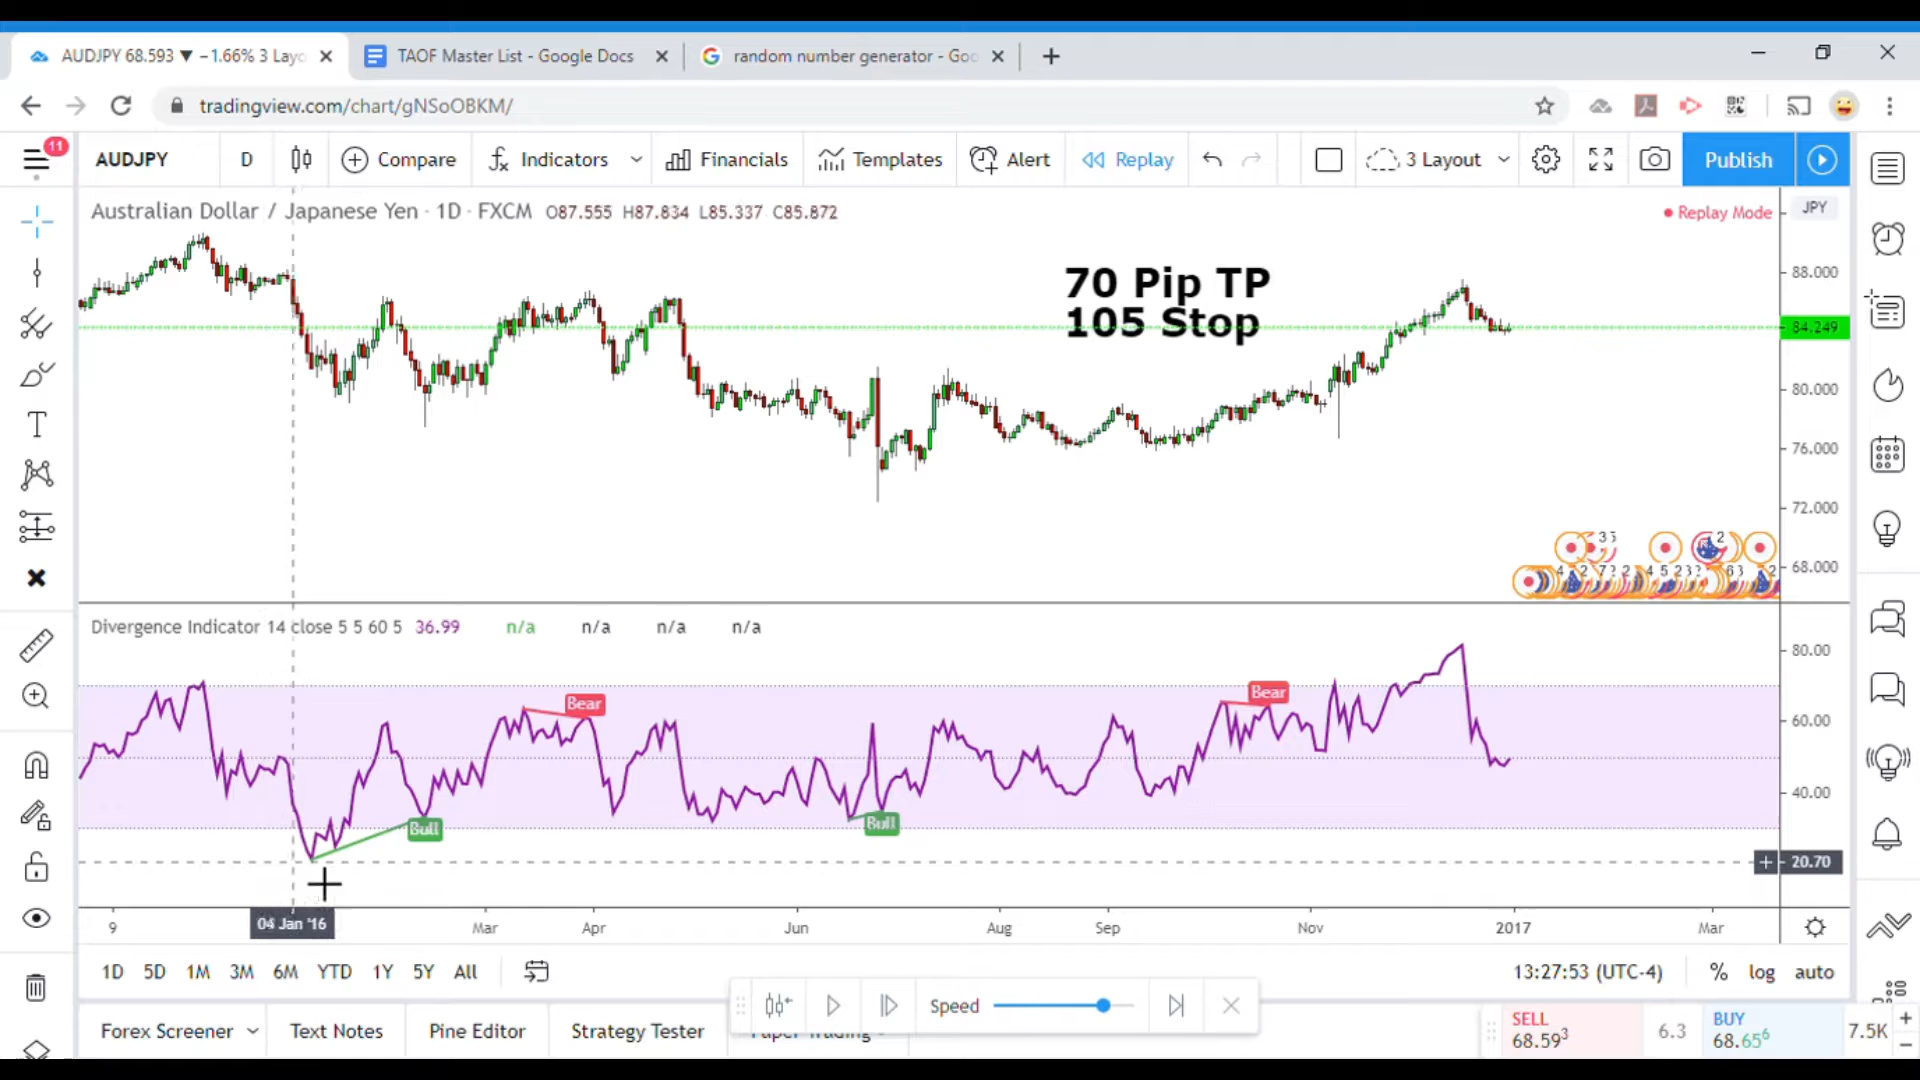 AUDJPY 68.593 ▼ −1.66% 3 Layo
TAOF Master List - Google Docs
random number generator - Goo
tradingview.com/chart/gNSoOBKM/
11
AUDJPY
D
Compare
Indicators
Financials
Templates
Alert
Replay
3 Layout
Publish
Australian Dollar / Japanese Yen · 1D · FXCM O87.555 H87.834 L85.337 C85.872
Replay Mode
JPY
70 Pip TP
105 Stop
88.000
84.249
80.000
76.000
72.000
68.000
Divergence Indicator 14 close 5 5 60 5 36.99 n/a n/a n/a n/a
80.00
60.00
40.00
20.70
Bear
Bear
Bull
Bull
9
04 Jan '16
Mar
Apr
Jun
Aug
Sep
Nov
2017
Mar
1D 5D 1M 3M 6M YTD 1Y 5Y All
13:27:53 (UTC-4)
% log auto
Speed
Forex Screener
Text Notes
Pine Editor
Strategy Tester
Paper Trading
SELL
68.593
6.3
BUY
68.656
7.5K